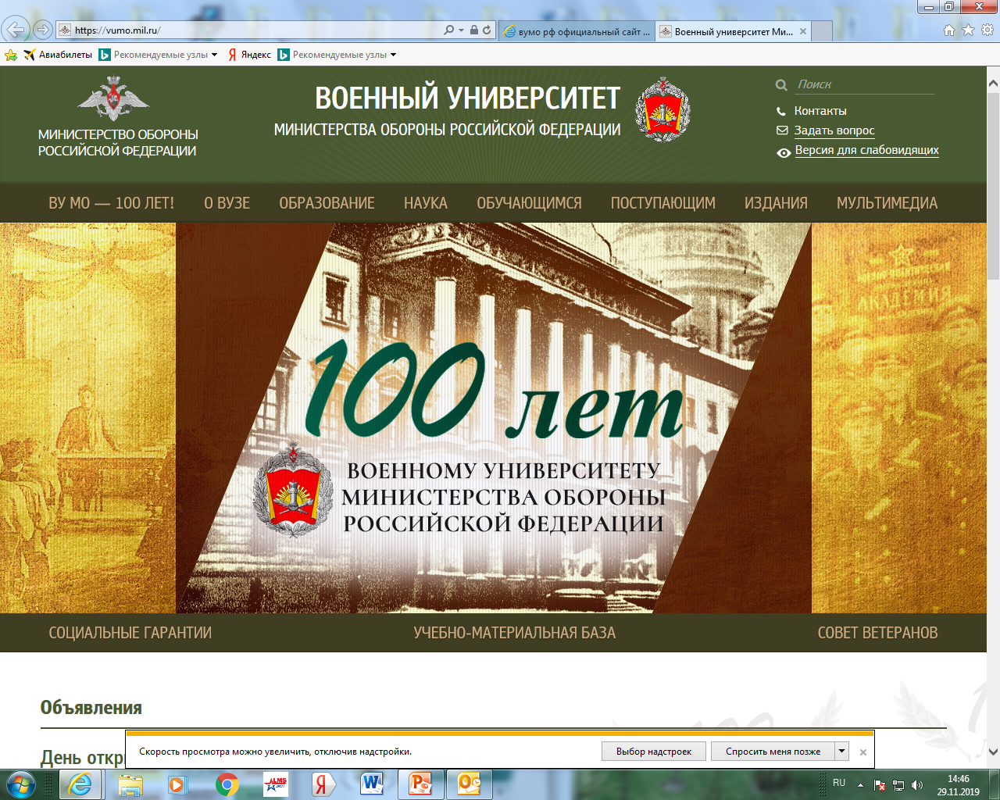 https://vumo.mil.ru/
вумо рф официальный сайт ...
Военный университет Ми...
Авиабилеты
Рекомендуемые узлы
Яндекс
Рекомендуемые узлы
МИНИСТЕРСТВО ОБОРОНЫ
РОССИЙСКОЙ ФЕДЕРАЦИИ
ВОЕННЫЙ УНИВЕРСИТЕТ
МИНИСТЕРСТВА ОБОРОНЫ РОССИЙСКОЙ ФЕДЕРАЦИИ
Поиск
Контакты
Задать вопрос
Версия для слабовидящих
ВУ МО — 100 ЛЕТ!
О ВУЗЕ
ОБРАЗОВАНИЕ
НАУКА
ОБУЧАЮЩИМСЯ
ПОСТУПАЮЩИМ
ИЗДАНИЯ
МУЛЬТИМЕДИА
АКАДЕМИЯ
100 лет
ВОЕННОМУ УНИВЕРСИТЕТУ
МИНИСТЕРСТВА ОБОРОНЫ
РОССИЙСКОЙ ФЕДЕРАЦИИ
СОЦИАЛЬНЫЕ ГАРАНТИИ
УЧЕБНО-МАТЕРИАЛЬНАЯ БАЗА
СОВЕТ ВЕТЕРАНОВ
Объявления
День откры
Скорость просмотра можно увеличить, отключив надстройки.
Выбор надстроек
Спросить меня позже
ALMS
RU
14:46
29.11.2019